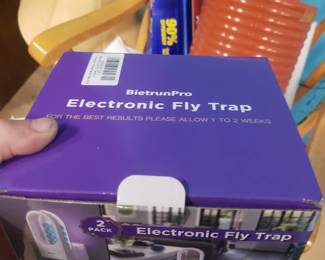 90%
BietrunPro
Electronic Fly Trap
FOR THE BEST RESULTS PLEASE ALLOW 1 TO 2 WEEKS
2
PACK
Electronic Fly Trap